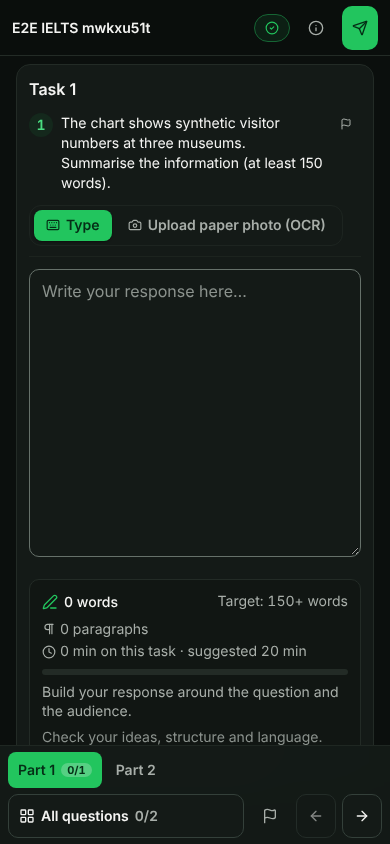 E2E IELTS mwkxu51t
Task 1
1 The chart shows synthetic visitor
numbers at three museums.
Summarise the information (at least 150
words).
Type Upload paper photo (OCR)
Write your response here...
0 words Target: 150+ words
0 paragraphs
0 min on this task · suggested 20 min
Build your response around the question and
the audience.
Check your ideas, structure and language.
Part 1 0/1 Part 2
All questions 0/2